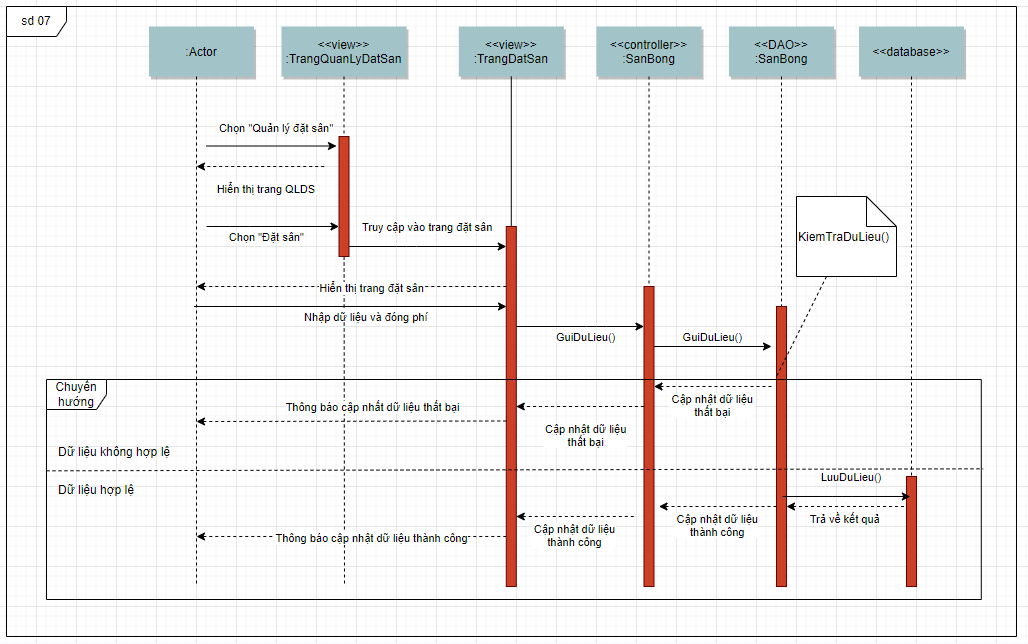 sd 07
:Actor
<<view>>
:TrangQuanLyDatSan
<<view>>
:TrangDatSan
<<controller>>
:SanBong
<<DAO>>
:SanBong
<<database>>
Chọn "Quản lý đặt sân"
Hiển thị trang QLDS
Chọn "Đặt sân"
Truy cập vào trang đặt sân
KiemTraDuLieu()
Hiển thị trang đặt sân
Nhập dữ liệu và đóng phí
GuiDuLieu()
GuiDuLieu()
Chuyển
hướng
Cập nhật dữ liệu
thất bại
Thông báo cập nhất dữ liệu thất bại
Cập nhật dữ liệu
thất bại
Dữ liệu không hợp lệ
Dữ liệu hợp lệ
LuuDuLieu()
Trả về kết quả
Cập nhật dữ liệu
thành công
Cập nhật dữ liệu
thành công
Thông báo cập nhật dữ liệu thành công